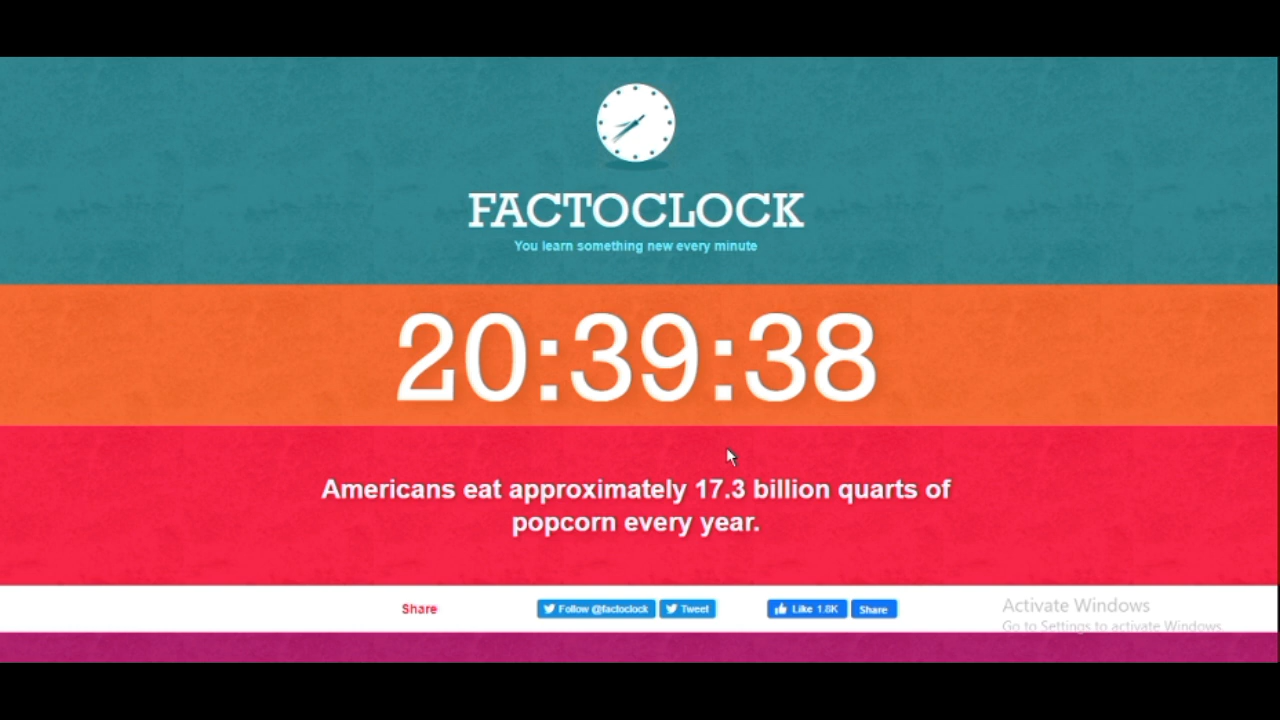 FACTOCLOCK
You learn something new every minute
20:39:38
Americans eat approximately 17.3 billion quarts of
popcorn every year.
Share
Follow @factoclock
Tweet
Like 1.8K
Share
Activate Windows
Go to Settings to activate Windows.